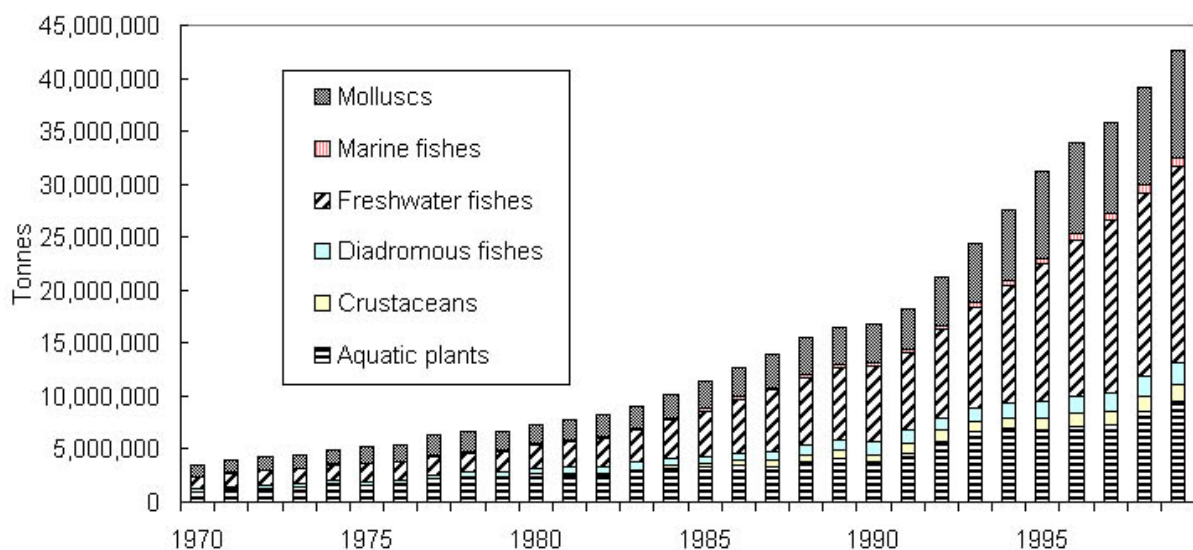 45,000,000
40,000,000
35,000,000
30,000,000
25,000,000
20,000,000
15,000,000
10,000,000
5,000,000
0
Tonnes
Molluscs
Marine fishes
Freshwater fishes
Diadromous fishes
Crustaceans
Aquatic plants
1970 1975 1980 1985 1990 1995